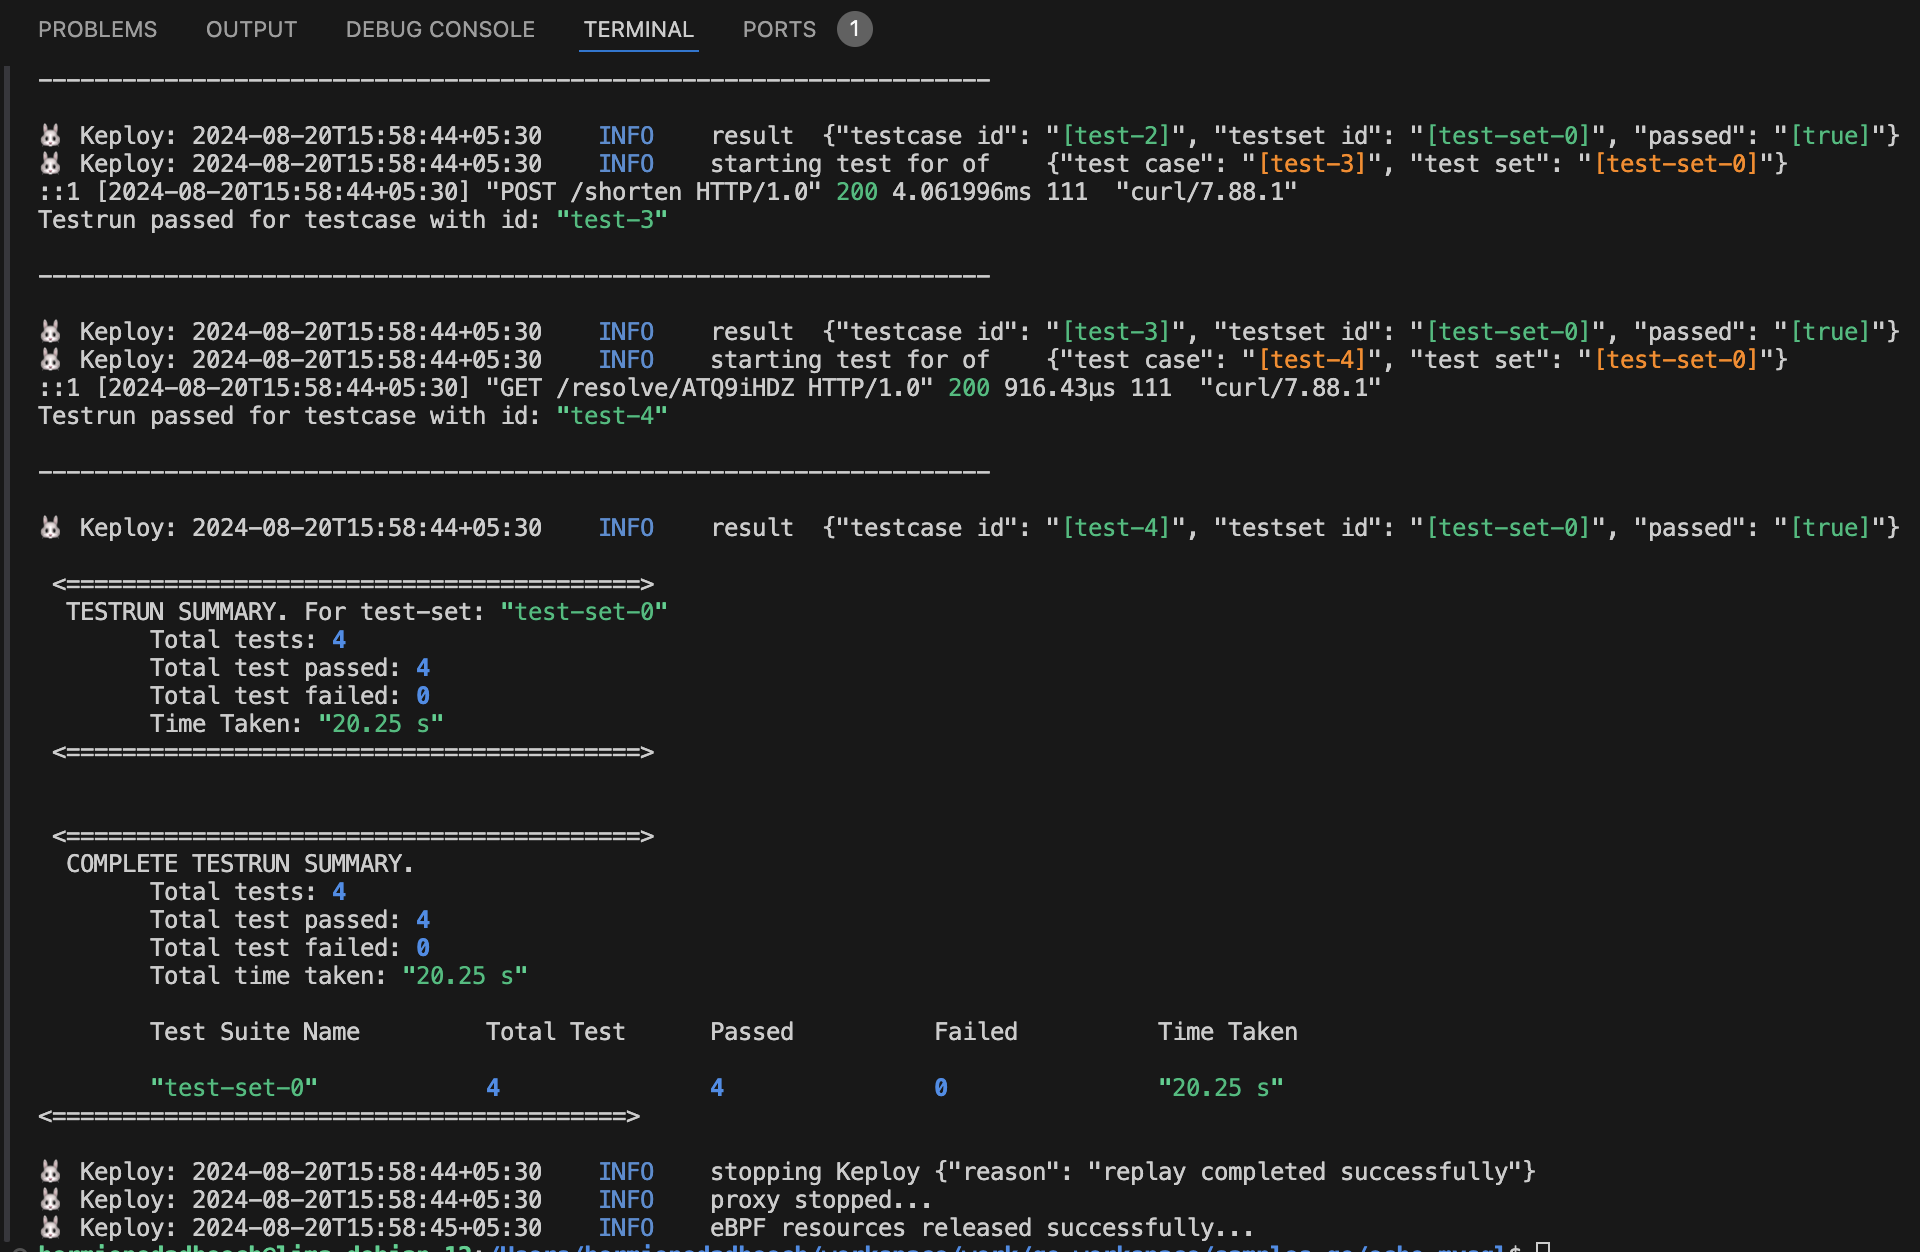 PROBLEMS OUTPUT DEBUG CONSOLE TERMINAL PORTS 1
--------------------------------------------------------------------
🐰 Keploy: 2024-08-20T15:58:44+05:30 INFO result {"testcase id": "[test-2]", "testset id": "[test-set-0]", "passed": "[true]"}
🐰 Keploy: 2024-08-20T15:58:44+05:30 INFO starting test for of {"test case": "[test-3]", "test set": "[test-set-0]"}
::1 [2024-08-20T15:58:44+05:30] "POST /shorten HTTP/1.0" 200 4.061996ms 111 "curl/7.88.1"
Testrun passed for testcase with id: "test-3"
--------------------------------------------------------------------
🐰 Keploy: 2024-08-20T15:58:44+05:30 INFO result {"testcase id": "[test-3]", "testset id": "[test-set-0]", "passed": "[true]"}
🐰 Keploy: 2024-08-20T15:58:44+05:30 INFO starting test for of {"test case": "[test-4]", "test set": "[test-set-0]"}
::1 [2024-08-20T15:58:44+05:30] "GET /resolve/ATQ9iHDZ HTTP/1.0" 200 916.43µs 111 "curl/7.88.1"
Testrun passed for testcase with id: "test-4"
--------------------------------------------------------------------
🐰 Keploy: 2024-08-20T15:58:44+05:30 INFO result {"testcase id": "[test-4]", "testset id": "[test-set-0]", "passed": "[true]"}
<=========================================>
TESTRUN SUMMARY. For test-set: "test-set-0"
Total tests: 4
Total test passed: 4
Total test failed: 0
Time Taken: "20.25 s"
<=========================================>
<=========================================>
COMPLETE TESTRUN SUMMARY.
Total tests: 4
Total test passed: 4
Total test failed: 0
Total time taken: "20.25 s"
Test Suite Name Total Test Passed Failed Time Taken
"test-set-0" 4 4 0 "20.25 s"
<=========================================>
🐰 Keploy: 2024-08-20T15:58:44+05:30 INFO stopping Keploy {"reason": "replay completed successfully"}
🐰 Keploy: 2024-08-20T15:58:44+05:30 INFO proxy stopped...
🐰 Keploy: 2024-08-20T15:58:45+05:30 INFO eBPF resources released successfully...